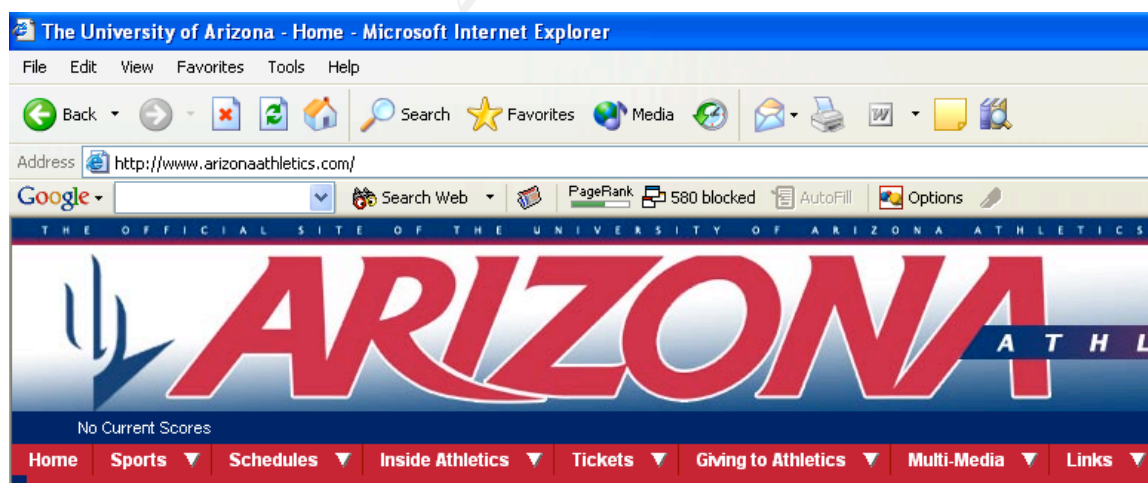 The University of Arizona - Home - Microsoft Internet Explorer
File Edit View Favorites Tools Help
Back Search Favorites Media W
Address http://www.arizonaathletics.com/
Google Search Web PageRank 580 blocked AutoFill Options
THE OFFICIAL SITE OF THE UNIVERSITY OF ARIZONA ATHLETICS
ARIZONA
ATHL
No Current Scores
Home Sports Schedules Inside Athletics Tickets Giving to Athletics Multi-Media Links